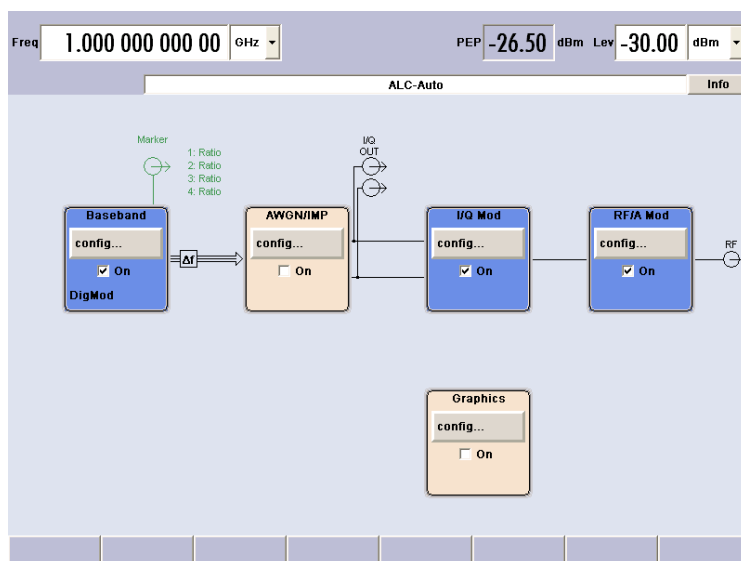 Freq 1.000 000 000 00 GHz PEP -26.50 dBm Lev -30.00 dBm
ALC-Auto Info
Marker
1: Ratio
2: Ratio
3: Ratio
4: Ratio
I/Q
OUT
Baseband
config...
On
DigMod
Δf
AWGN/IMP
config...
On
I/Q Mod
config...
On
RF/A Mod
config...
On
RF
Graphics
config...
On